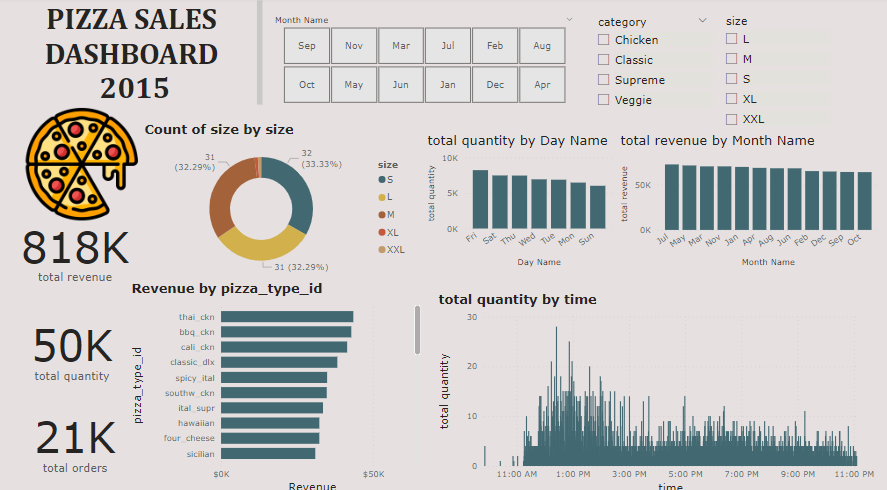 PIZZA SALES
DASHBOARD
2015
Month Name
Sep Nov Mar Jul Feb Aug
Oct May Jun Jan Dec Apr
category
Chicken
Classic
Supreme
Veggie
size
L
M
S
XL
XXL
818K
total revenue
50K
total quantity
21K
total orders
Count of size by size
31
(32.29%)
32
(33.33%)
31 (32.29%)
size
S
L
M
XL
XXL
total quantity by Day Name
total quantity
10K
5K
0K
Fri Sat Thu Wed Tue Mon Sun
Day Name
total revenue by Month Name
total revenue
50K
0K
Jul May Mar Nov Jan Apr Aug Jun Feb Dec Sep Oct
Month Name
Revenue by pizza_type_id
pizza_type_id
thai_ckn
bbq_ckn
cali_ckn
classic_dlx
spicy_ital
southw_ckn
ital_supr
hawaiian
four_cheese
sicilian
$0K $50K
Revenue
total quantity by time
total quantity
30
20
10
0
11:00 AM 1:00 PM 3:00 PM 5:00 PM 7:00 PM 9:00 PM 11:00 PM
time